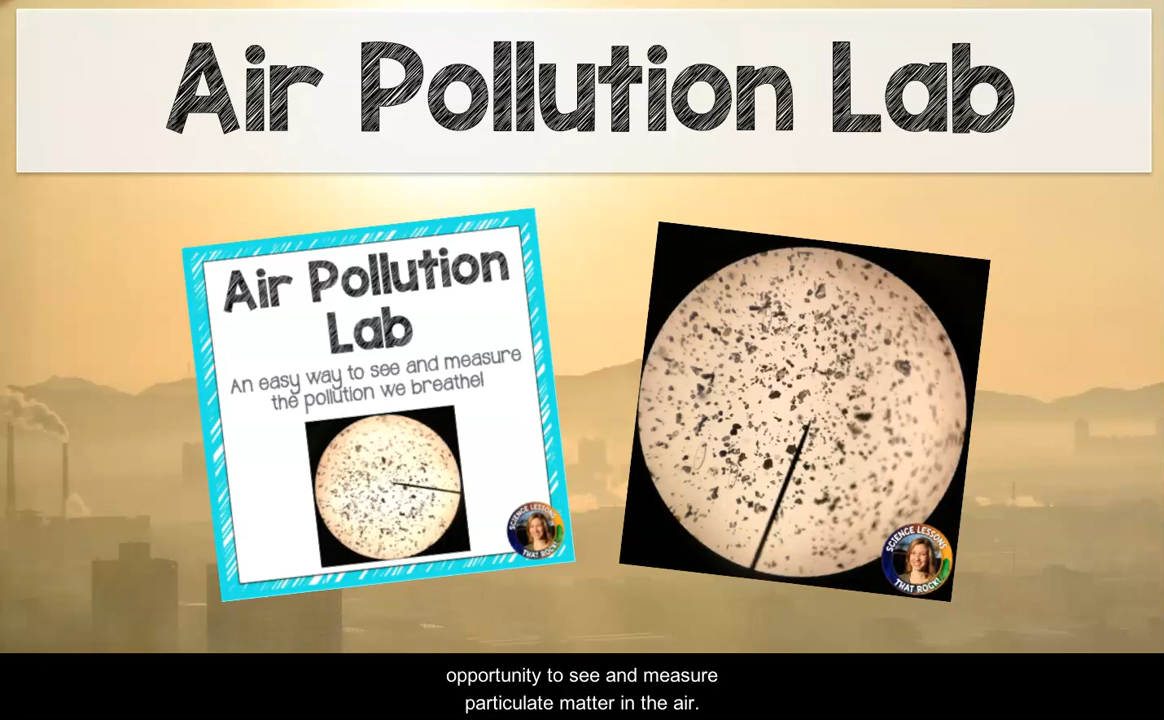 Air Pollution Lab
Air Pollution
Lab
An easy way to see and measure
the pollution we breathe!
SCIENCE LESSONS
THAT ROCK!
SCIENCE LESSONS
THAT ROCK!
opportunity to see and measure
particulate matter in the air.